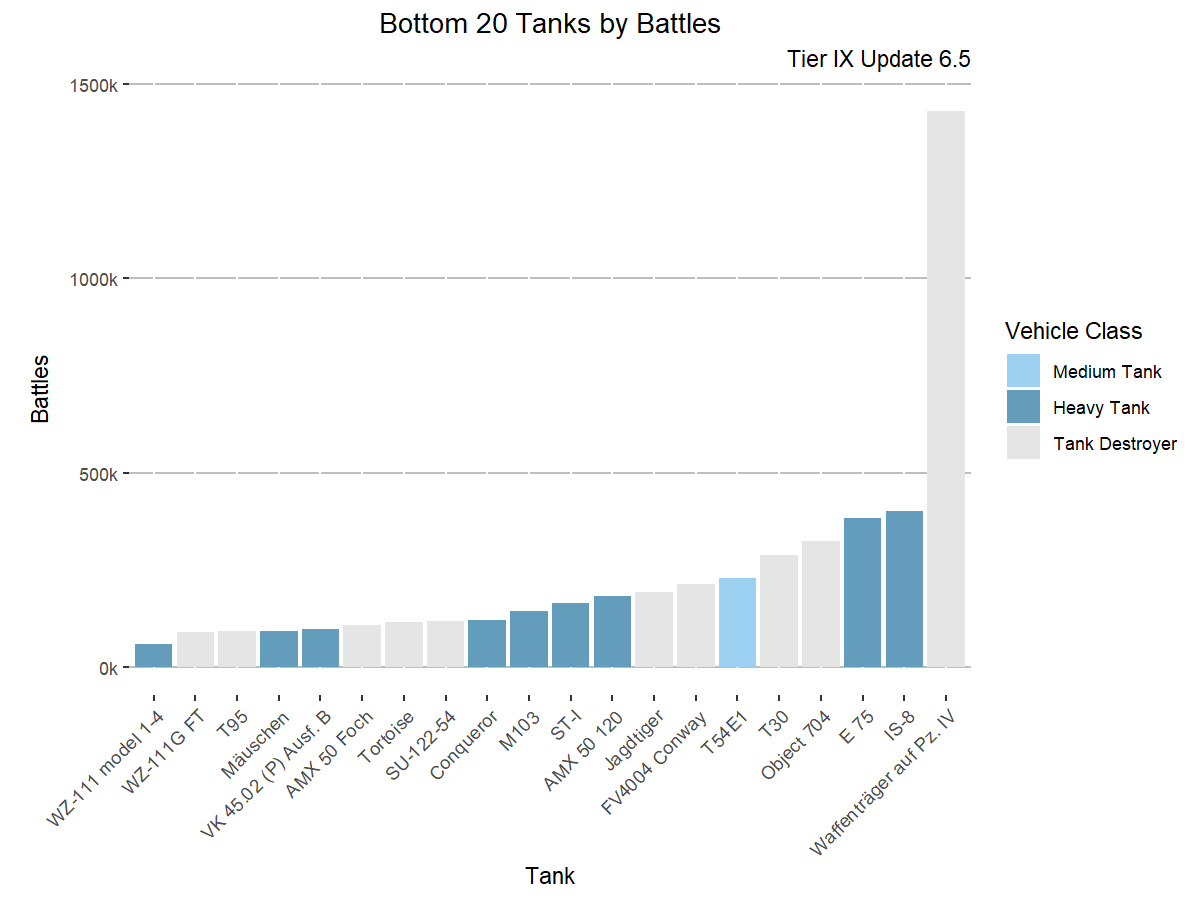 Bottom 20 Tanks by Battles
Tier IX Update 6.5
1500k
1000k
500k
0k
Battles
WZ-111 model 1-4
WZ-111G FT
T95
Mäuschen
VK 45.02 (P) Ausf. B
AMX 50 Foch
Tortoise
SU-122-54
Conqueror
M103
ST-I
AMX 50 120
Jagdtiger
FV4004 Conway
T54E1
T30
Object 704
E 75
IS-8
Waffenträger auf Pz. IV
Tank
Vehicle Class
Medium Tank
Heavy Tank
Tank Destroyer